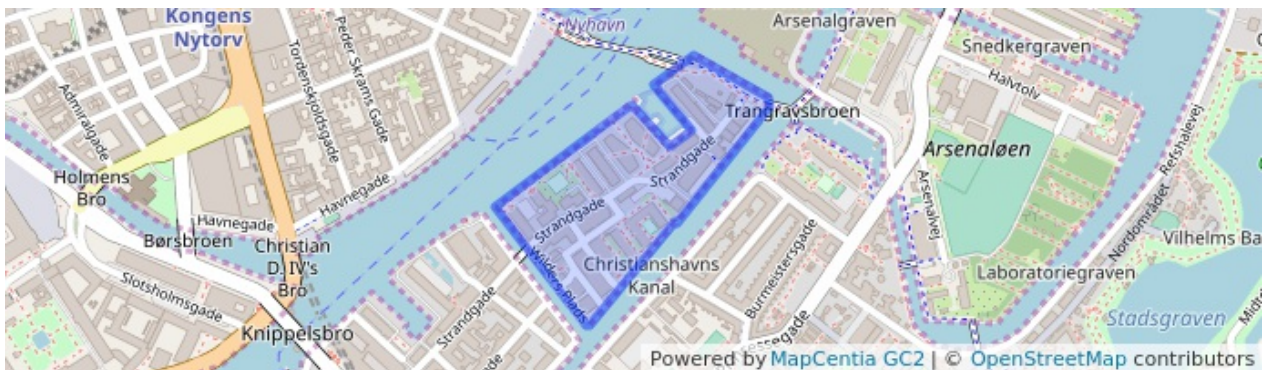 Kongens
Nytorv
Nyhavn
Arsenalgraven
Snedkergraven
Halvtolv
Peder Skrams Gade
Tordenskjoldsgade
Admiralgade
Trangravsbroen
Arsenaløen
Refshalevej
Holmens
Bro
Havnegade
Havnegade
Strandgade
Strandgade
Arsenalvej
Nordområdet
Børsbroen
Christian
D. IV's
Bro
Wilders Plads
Christianshavns
Kanal
Burmeistersgade
Vilhelms Ba
Laboratoriegraven
Slotsholmsgade
Knippelsbro
Strandgade
Stadsgraven
essegade
Powered by MapCentia GC2 | © OpenStreetMap contributors